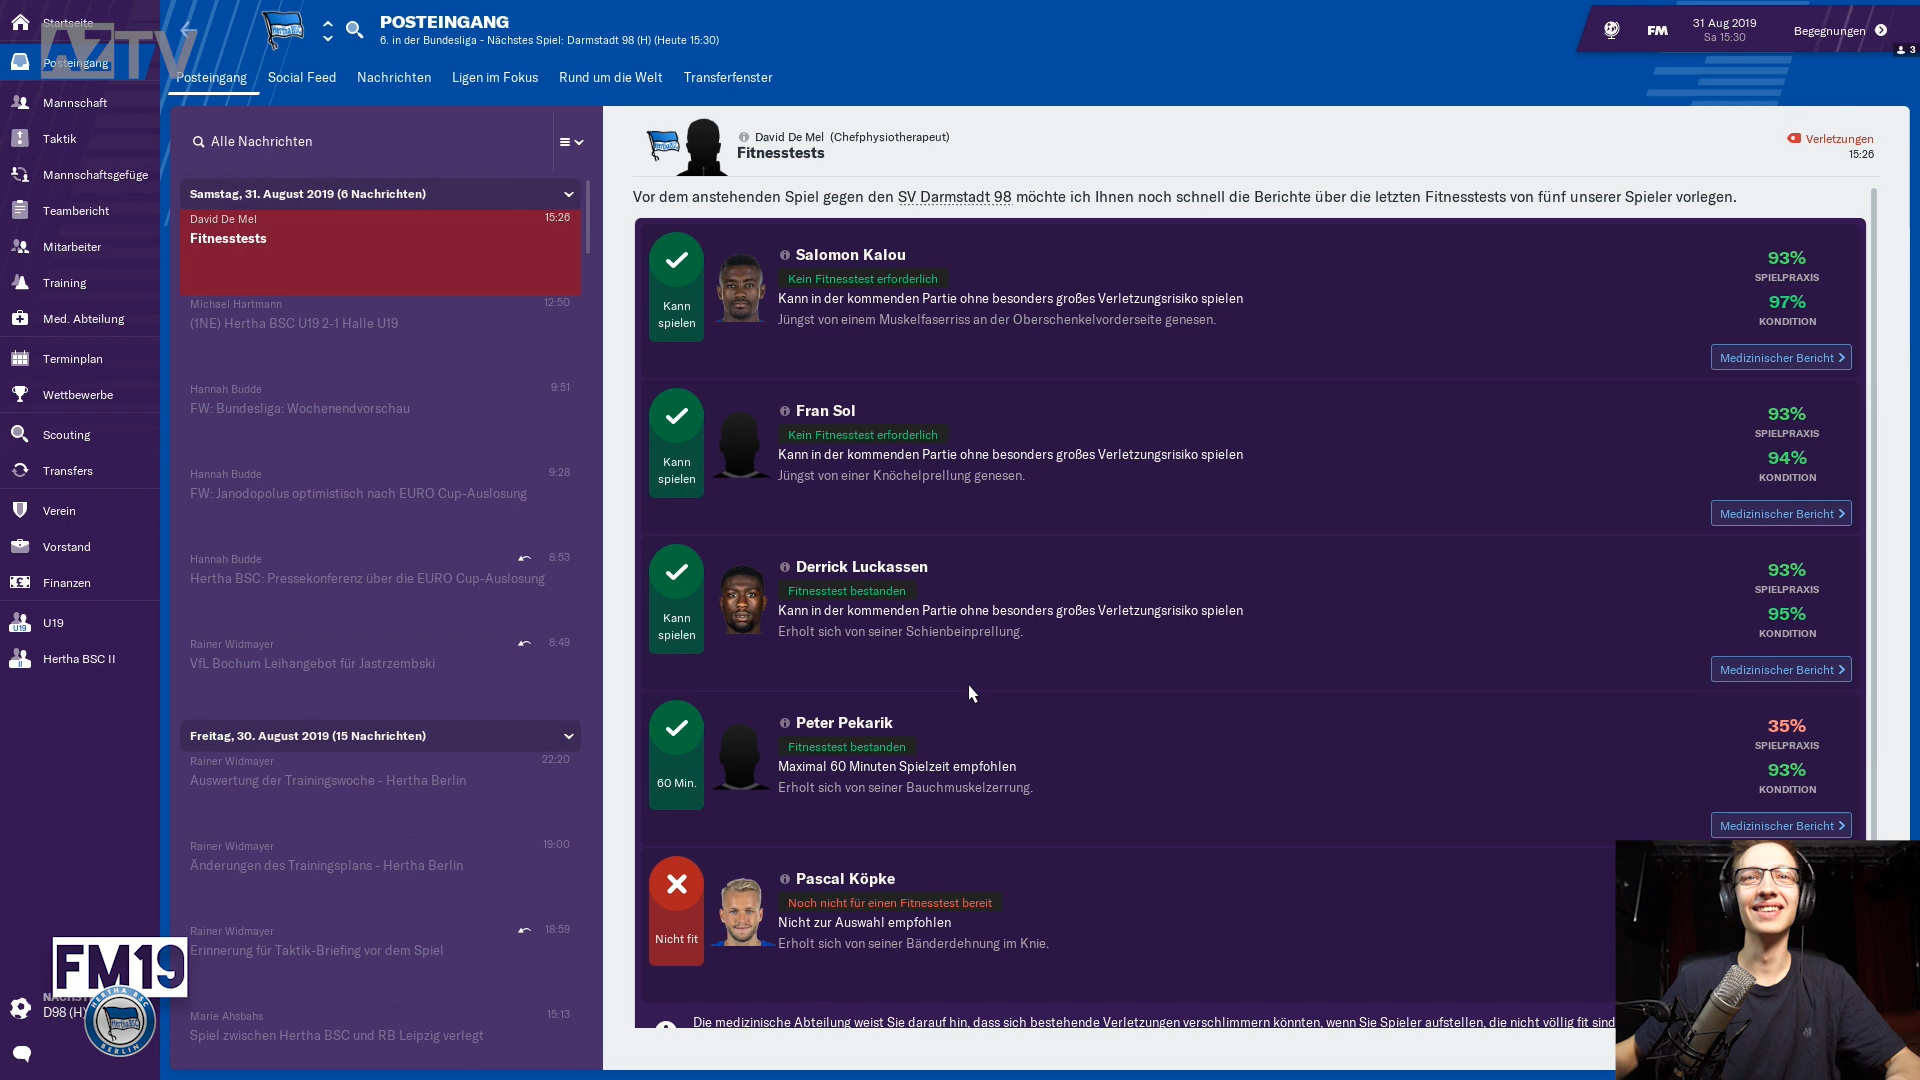 Startseite
Posteingang
Mannschaft
Taktik
Mannschaftsgefüge
Teambericht
Mitarbeiter
Training
Med. Abteilung
Terminplan
Wettbewerbe
Scouting
Transfers
Verein
Vorstand
Finanzen
U19
Hertha BSC II
AZTV
POSTEINGANG
6. in der Bundesliga - Nächstes Spiel: Darmstadt 98 (H) (Heute 15:30)
FM
31 Aug 2019
Sa 15:30
Begegnungen
3
Posteingang
Social Feed
Nachrichten
Ligen im Fokus
Rund um die Welt
Transferfenster
Alle Nachrichten
Samstag, 31. August 2019 (6 Nachrichten)
David De Mel 15:26
Fitnesstests
Michael Hartmann 12:50
(1NE) Hertha BSC U19 2-1 Halle U19
Hannah Budde 9:51
FW: Bundesliga: Wochenendvorschau
Hannah Budde 9:28
FW: Janodopolus optimistisch nach EURO Cup-Auslosung
Hannah Budde 8:53
Hertha BSC: Pressekonferenz über die EURO Cup-Auslosung
Rainer Widmayer 8:49
VfL Bochum Leihangebot für Jastrzembski
Freitag, 30. August 2019 (15 Nachrichten)
Rainer Widmayer 22:20
Auswertung der Trainingswoche - Hertha Berlin
Rainer Widmayer 19:00
Änderungen des Trainingsplans - Hertha Berlin
Rainer Widmayer 18:59
Erinnerung für Taktik-Briefing vor dem Spiel
Marie Ahsbahs 15:13
Spiel zwischen Hertha BSC und RB Leipzig verlegt
David De Mel (Chefphysiotherapeut)
Fitnesstests
Verletzungen
15:26
Vor dem anstehenden Spiel gegen den SV Darmstadt 98 möchte ich Ihnen noch schnell die Berichte über die letzten Fitnesstests von fünf unserer Spieler vorlegen.
Kann spielen
Salomon Kalou
Kein Fitnesstest erforderlich
Kann in der kommenden Partie ohne besonders großes Verletzungsrisiko spielen
Jüngst von einem Muskelfaserriss an der Oberschenkelvorderseite genesen.
93%
SPIELPRAXIS
97%
KONDITION
Medizinischer Bericht
Kann spielen
Fran Sol
Kein Fitnesstest erforderlich
Kann in der kommenden Partie ohne besonders großes Verletzungsrisiko spielen
Jüngst von einer Knöchelprellung genesen.
93%
SPIELPRAXIS
94%
KONDITION
Medizinischer Bericht
Kann spielen
Derrick Luckassen
Fitnesstest bestanden
Kann in der kommenden Partie ohne besonders großes Verletzungsrisiko spielen
Erholt sich von seiner Schienbeinprellung.
93%
SPIELPRAXIS
95%
KONDITION
Medizinischer Bericht
60 Min.
Peter Pekarik
Fitnesstest bestanden
Maximal 60 Minuten Spielzeit empfohlen
Erholt sich von seiner Bauchmuskelzerrung.
35%
SPIELPRAXIS
93%
KONDITION
Medizinischer Bericht
Nicht fit
Pascal Köpke
Noch nicht für einen Fitnesstest bereit
Nicht zur Auswahl empfohlen
Erholt sich von seiner Bänderdehnung im Knie.
Die medizinische Abteilung weist Sie darauf hin, dass sich bestehende Verletzungen verschlimmern könnten, wenn Sie Spieler aufstellen, die nicht völlig fit sind
FM19
D98 (H)
HERTHA BSC
BERLIN